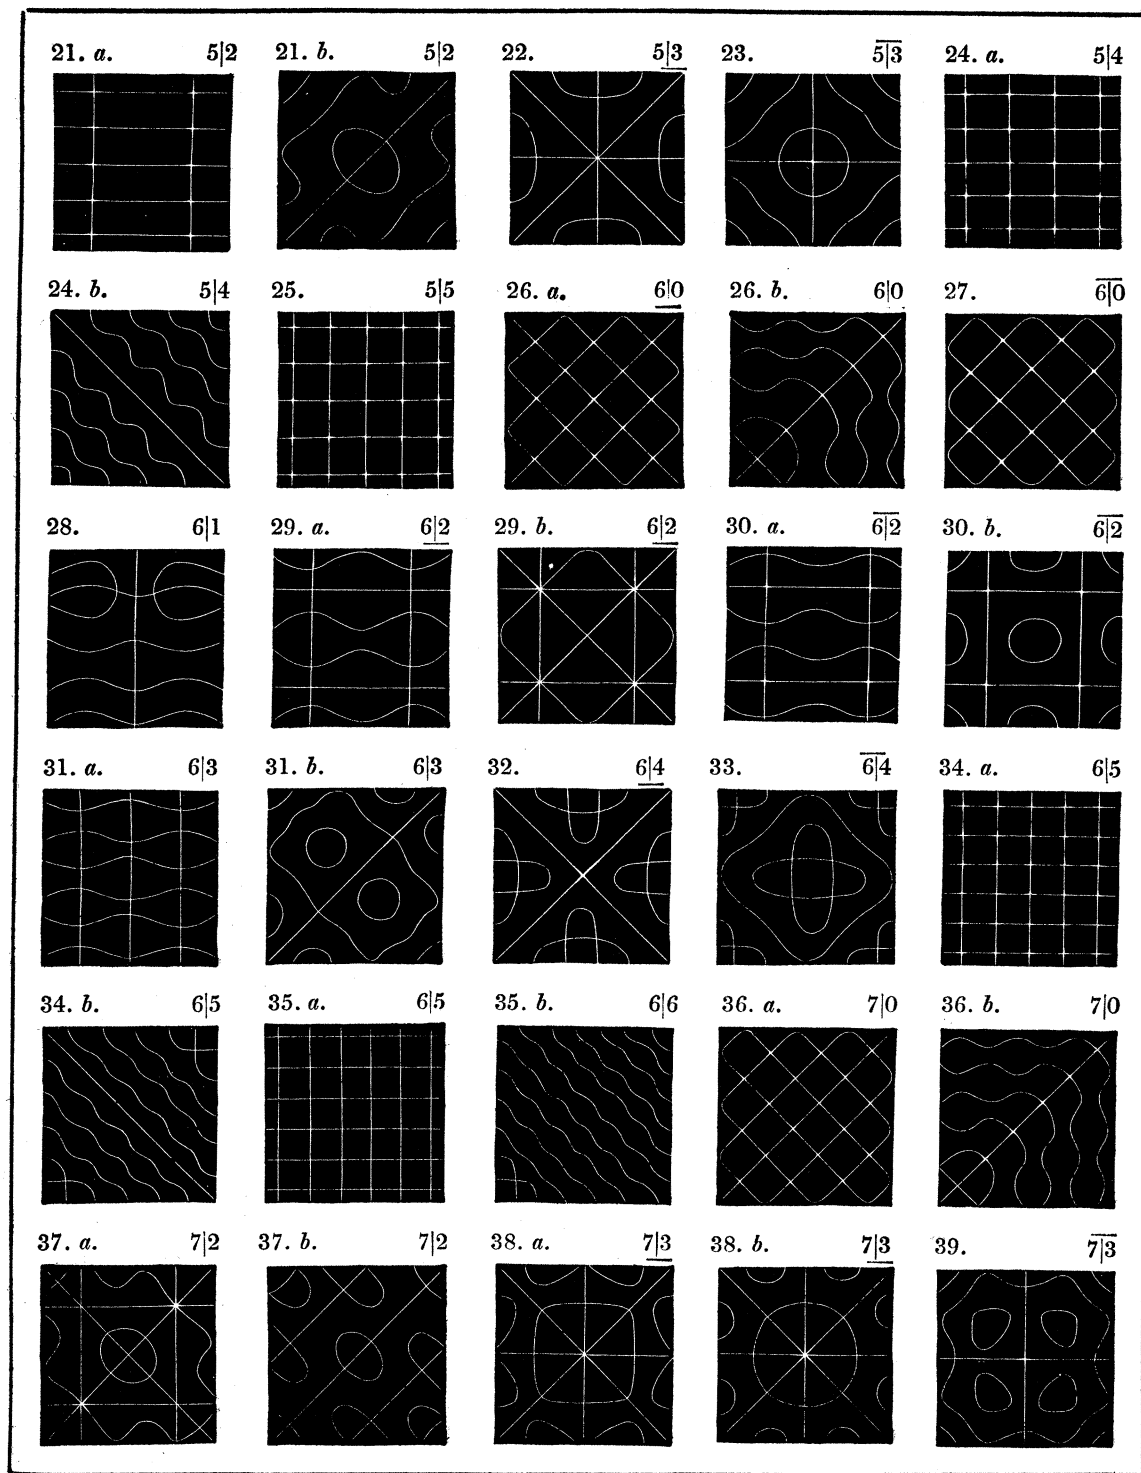 21. a. 5|2 21. b. 5|2 22. 5|3 23. 5|3 24. a. 5|4
24. b. 5|4 25. 5|5 26. a. 6|0 26. b. 6|0 27. 6|0
28. 6|1 29. a. 6|2 29. b. 6|2 30. a. 6|2 30. b. 6|2
31. a. 6|3 31. b. 6|3 32. 6|4 33. 6|4 34. a. 6|5
34. b. 6|5 35. a. 6|5 35. b. 6|6 36. a. 7|0 36. b. 7|0
37. a. 7|2 37. b. 7|2 38. a. 7|3 38. b. 7|3 39. 7|3